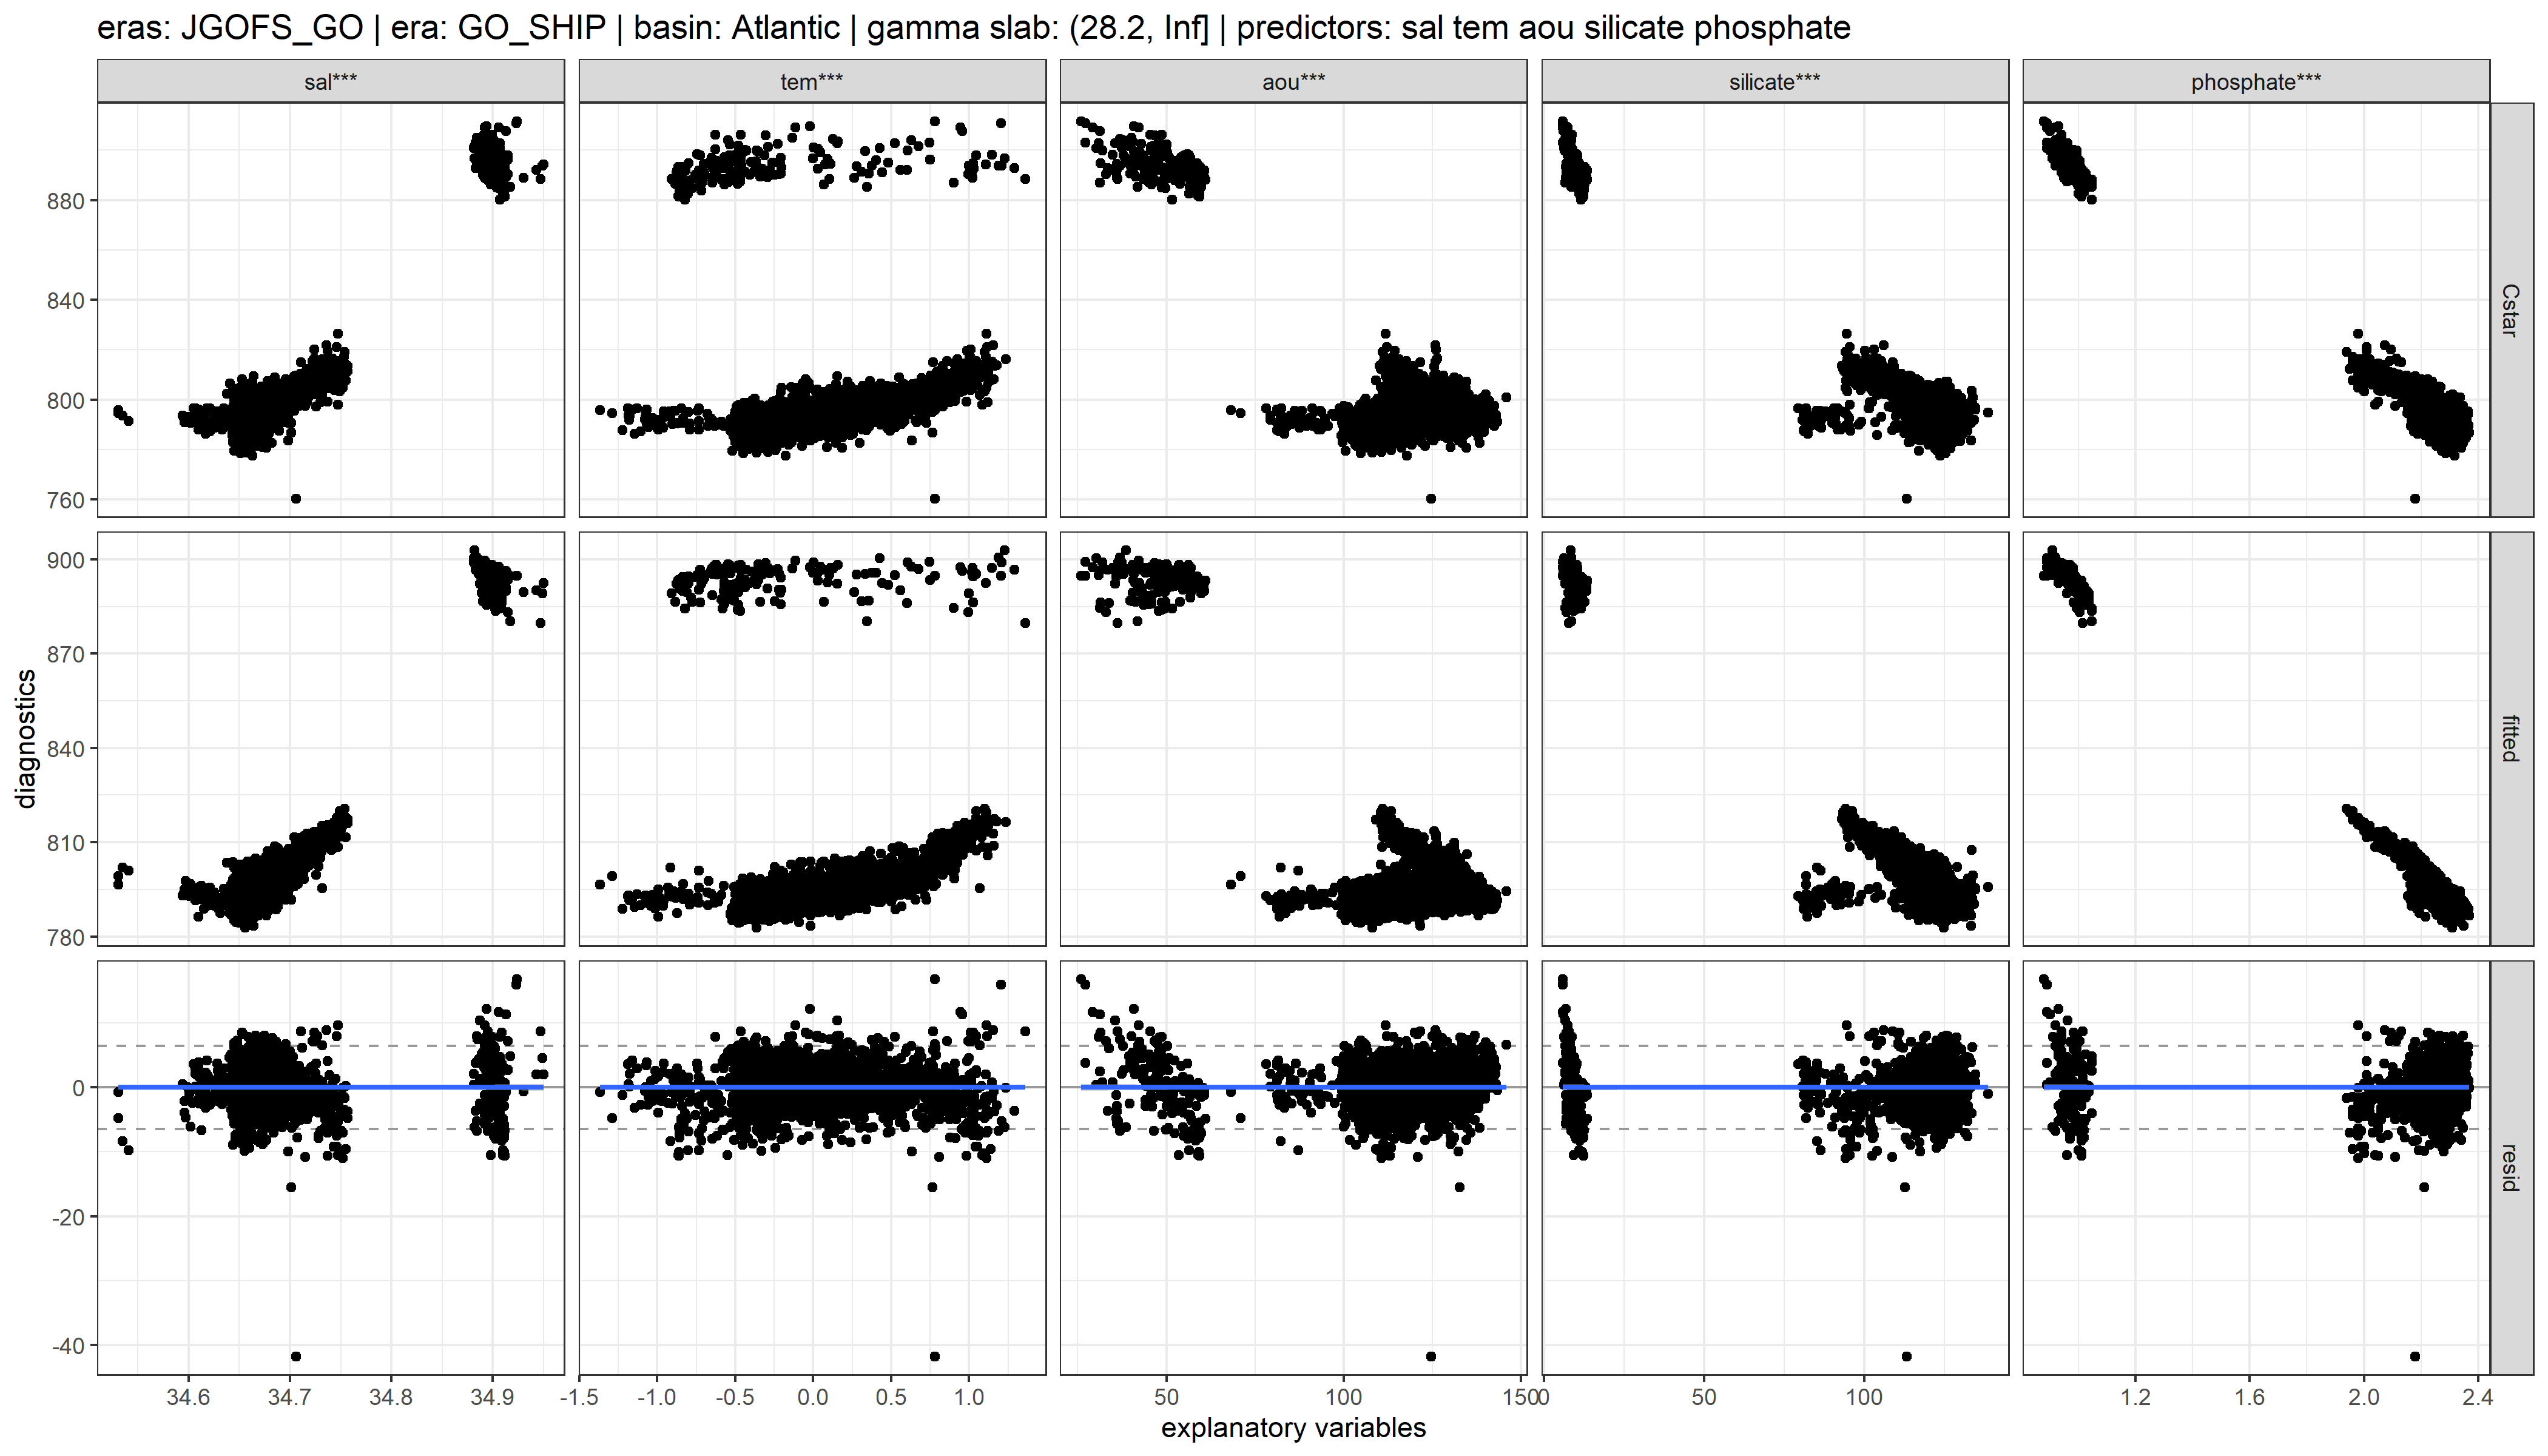 eras: JGOFS_GO | era: GO_SHIP | basin: Atlantic | gamma slab: (28.2, Inf] | predictors: sal tem aou silicate phosphate
sal*** tem*** aou*** silicate*** phosphate***
880
840
800
760
Cstar
900
870
840
810
780
fitted
0
-20
-40
resid
diagnostics
34.6 34.7 34.8 34.9 -1.5 -1.0 -0.5 0.0 0.5 1.0 50 100 150 0 50 100 1.2 1.6 2.0 2.4
explanatory variables